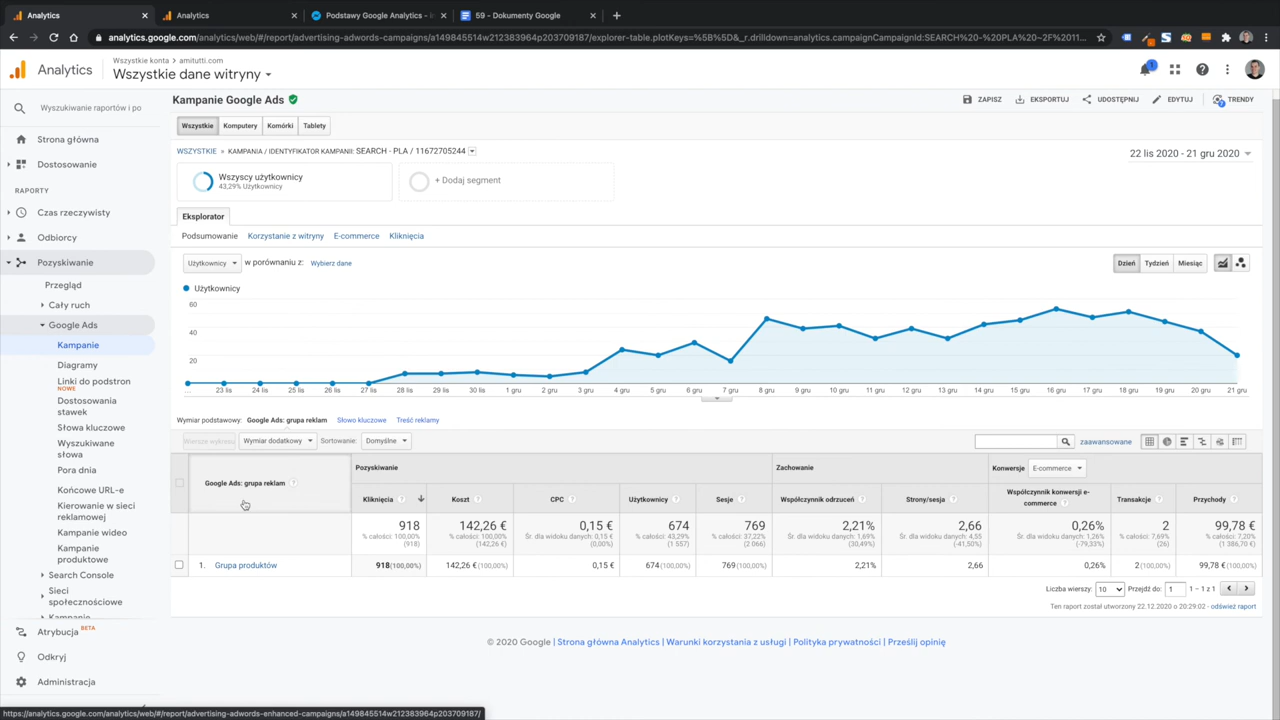 Analytics
Analytics
Podstawy Google Analytics -
59 - Dokumenty Google
analytics.google.com/analytics/web/#/report/advertising-adwords-campaigns/a149845514w212383964p203709187/explorer-table.plotKeys=%5B%5D&_r.drilldown=analytics.campaignCampaignId:SEARCH%20-%20PLA%20~2F%2011...
Analytics
Wszystkie konta > amitutti.com
Wszystkie dane witryny
1
Wyszukiwanie raportów i po
Strona główna
Dostosowanie
RAPORTY
Czas rzeczywisty
Odbiorcy
Pozyskiwanie
Przegląd
Cały ruch
Google Ads
Kampanie
Diagramy
Linki do podstron
NOWE
Dostosowania
stawek
Słowa kluczowe
Wyszukiwane
słowa
Pora dnia
Końcowe URL-e
Kierowanie w sieci
reklamowej
Kampanie wideo
Kampanie
produktowe
Search Console
Sieci
społecznościowe
Kampanie
Atrybucja BETA
Odkryj
Administracja
Kampanie Google Ads
ZAPISZ
EKSPORTUJ
UDOSTĘPNIJ
EDYTUJ
TRENDY
Wszystkie
Komputery
Komórki
Tablety
WSZYSTKIE » KAMPANIA / IDENTYFIKATOR KAMPANII: SEARCH - PLA / 11672705244
22 lis 2020 - 21 gru 2020
Wszyscy użytkownicy
43,29% Użytkownicy
+ Dodaj segment
Eksplorator
Podsumowanie Korzystanie z witryny E-commerce Kliknięcia
Użytkownicy w porównaniu z: Wybierz dane
Dzień Tydzień Miesiąc
Użytkownicy
60
40
20
... 23 lis 24 lis 25 lis 26 lis 27 lis 28 lis 29 lis 30 lis 1 gru 2 gru 3 gru 4 gru 5 gru 6 gru 7 gru 8 gru 9 gru 10 gru 11 gru 12 gru 13 gru 14 gru 15 gru 16 gru 17 gru 18 gru 19 gru 20 gru 21 gru
Wymiar podstawowy: Google Ads: grupa reklam Słowo kluczowe Treść reklamy
Wiersze wykresu Wymiar dodatkowy Sortowanie: Domyślne
zaawansowane
Google Ads: grupa reklam
Pozyskiwanie
Zachowanie
Konwersje E-commerce
Kliknięcia
Koszt
CPC
Użytkownicy
Sesje
Współczynnik odrzuceń
Strony/sesja
Współczynnik konwersji e-
commerce
Transakcje
Przychody
918
% całości: 100,00%
(918)
142,26 €
% całości: 100,00%
(142,26 €)
0,15 €
Śr. dla widoku danych: 0,15 €
(0,00%)
674
% całości: 43,29%
(1 557)
769
% całości: 37,22%
(2 066)
2,21%
Śr. dla widoku danych: 1,69%
(30,49%)
2,66
Śr. dla widoku danych: 4,55
(-41,50%)
0,26%
Śr. dla widoku danych: 1,26%
(-79,33%)
2
% całości: 7,69%
(26)
99,78 €
% całości: 7,20%
(1 386,70 €)
1. Grupa produktów
918(100,00%)
142,26 €(100,00%)
0,15 €
674(100,00%)
769(100,00%)
2,21%
2,66
0,26%
2(100,00%)
99,78 €(100,00%)
Liczba wierszy: 10 Przejdź do: 1 1 – 1 z 1
Ten raport został utworzony 22.12.2020 o 20:29:02 - odśwież raport
© 2020 Google | Strona główna Analytics | Warunki korzystania z usługi | Polityka prywatności | Prześlij opinię
https://analytics.google.com/analytics/web/#/report/advertising-adwords-enhanced-campaigns/a149845514w212383964p203709187/